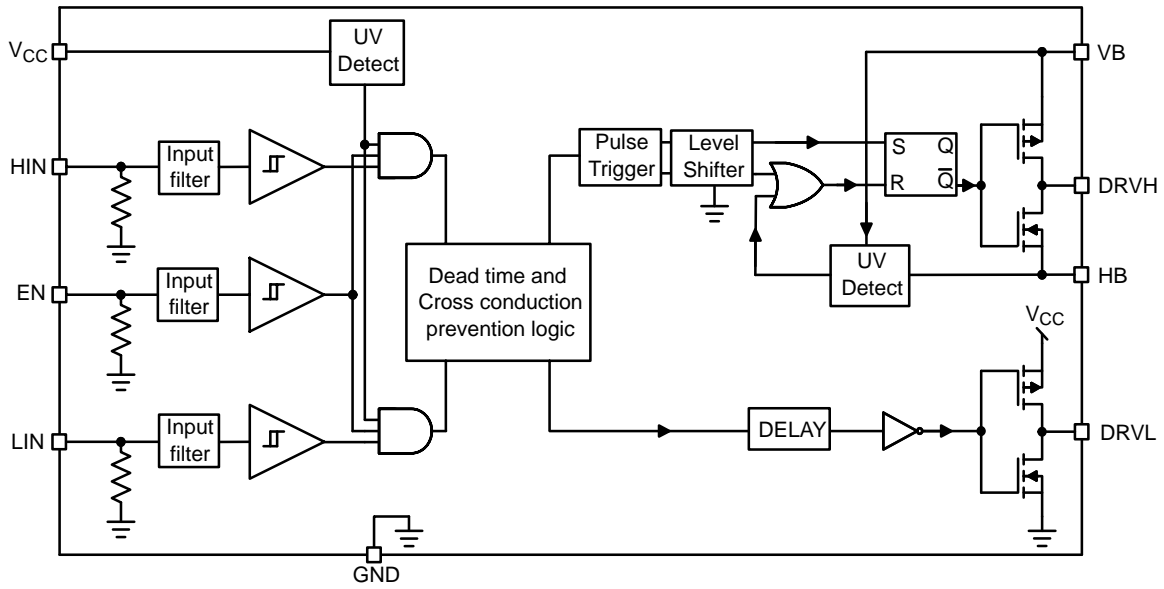 VCC
UV
Detect
VB
HIN
Input
filter
Pulse
Trigger
Level
Shifter
S Q
R Q̅
DRVH
EN
Input
filter
Dead time and
Cross conduction
prevention logic
UV
Detect
HB
VCC
LIN
Input
filter
DELAY
DRVL
GND